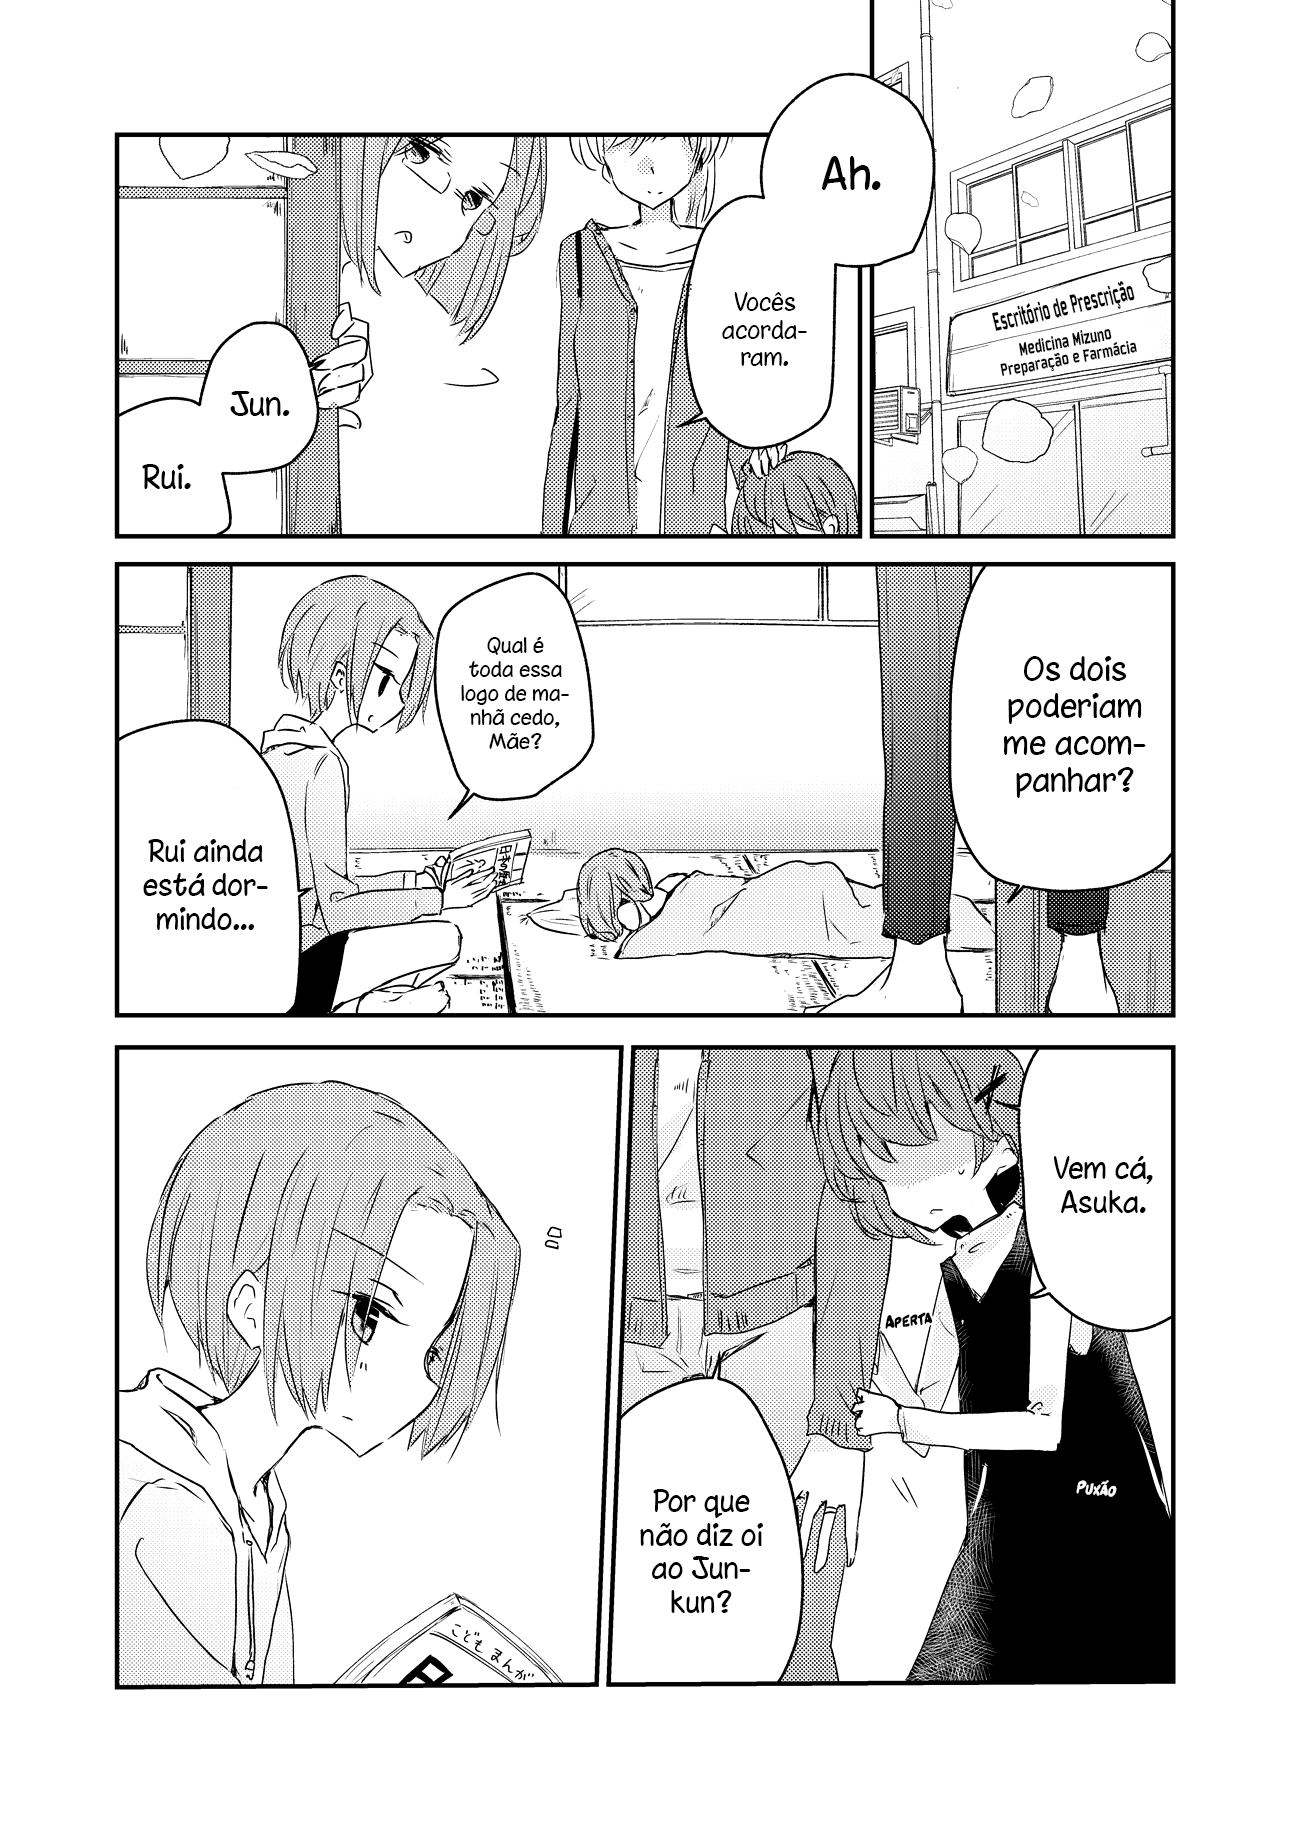 Escritório de Prescrição
Medicina Mizuno
Preparação e Farmácia
Ah.
Vocês
acorda-
ram.
Jun.
Rui.
Os dois
poderiam
me acom-
panhar?
Qual é
toda essa
logo de ma-
nhã cedo,
Mãe?
Rui ainda
está dor-
mindo...
Vem cá,
Asuka.
APERTA
PUXÃO
Por que
não diz oi
ao Jun-
kun?
こどもまんが